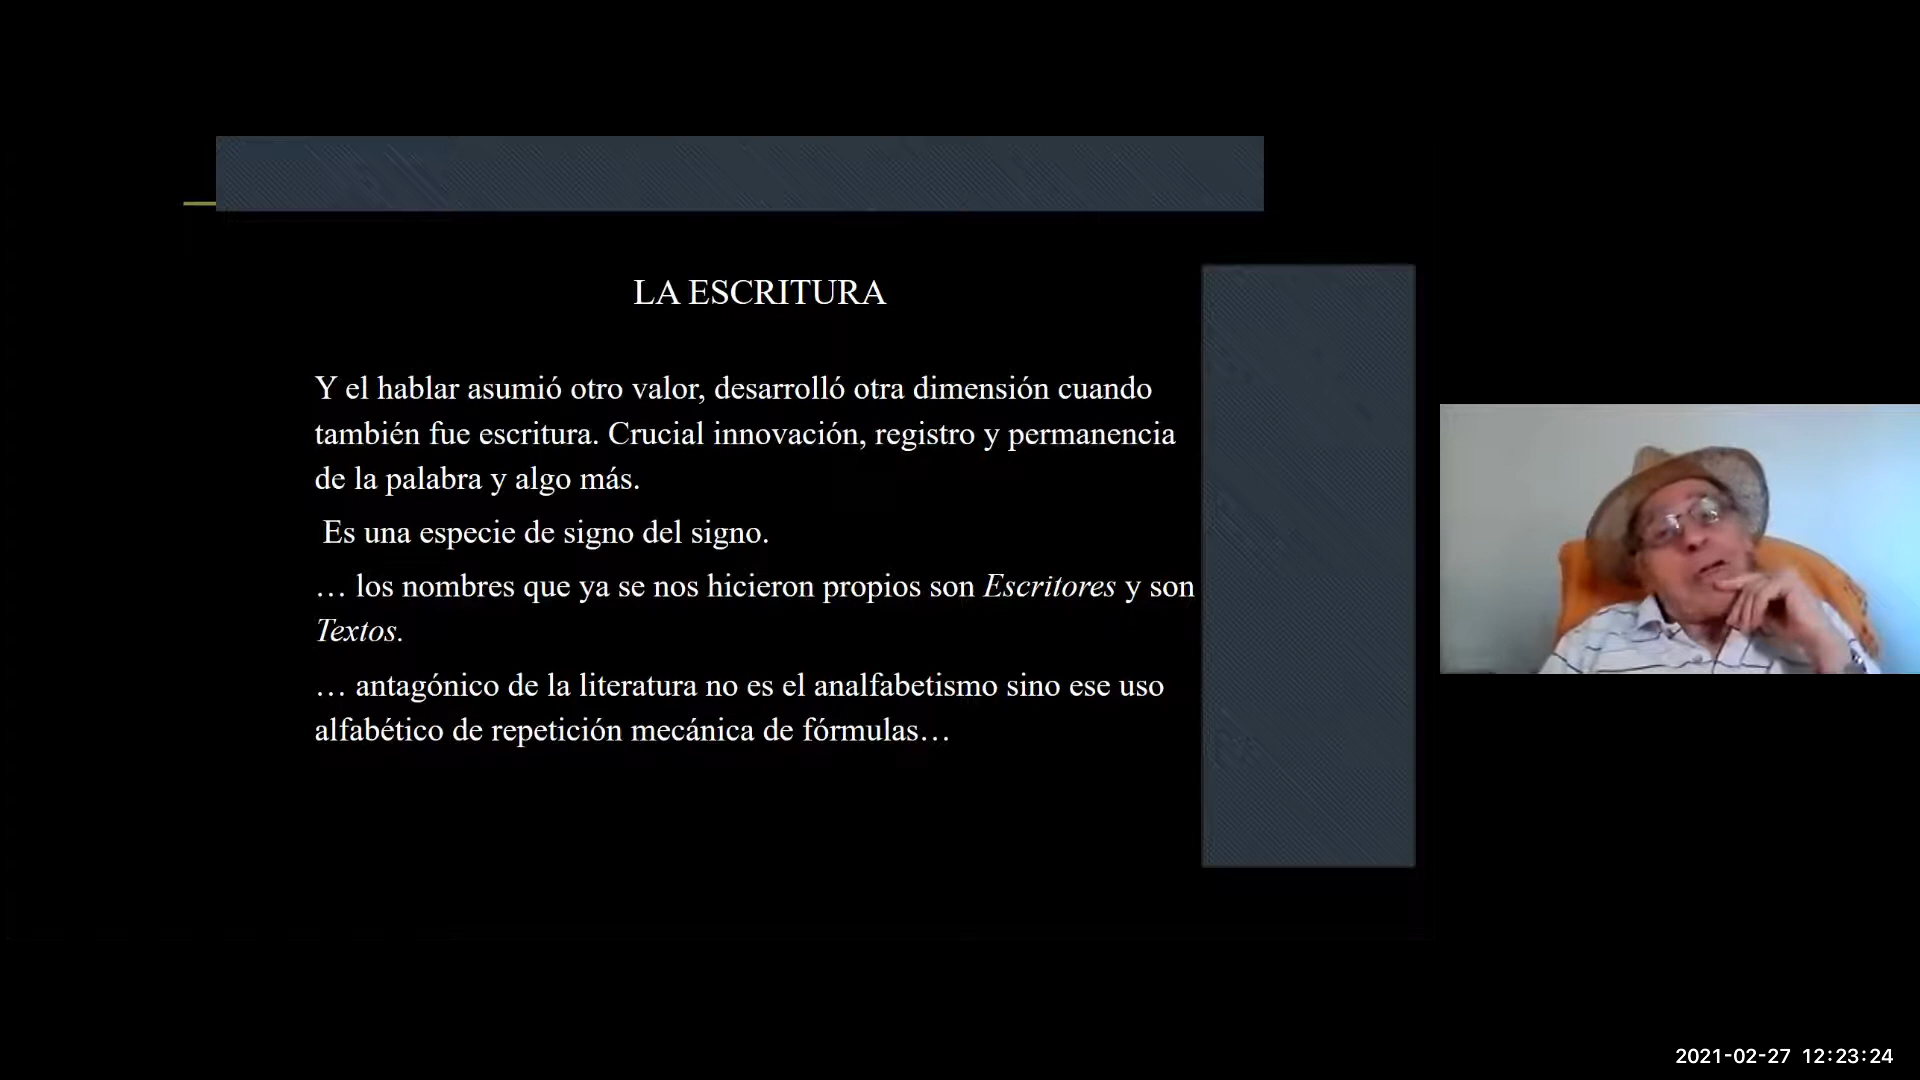 LA ESCRITURA
Y el hablar asumió otro valor, desarrolló otra dimensión cuando
también fue escritura. Crucial innovación, registro y permanencia
de la palabra y algo más.
Es una especie de signo del signo.
… los nombres que ya se nos hicieron propios son Escritores y son
Textos.
… antagónico de la literatura no es el analfabetismo sino ese uso
alfabético de repetición mecánica de fórmulas…
2021-02-27 12:23:24